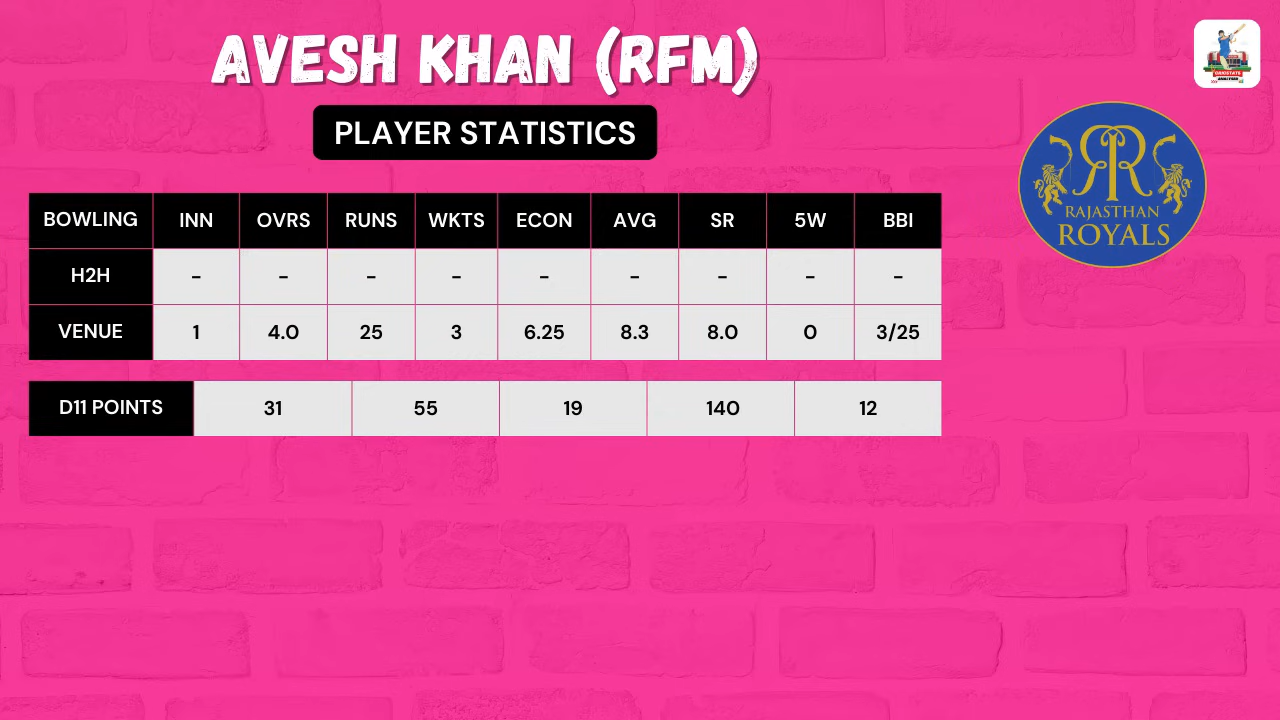 AVESH KHAN (RFM)
PLAYER STATISTICS
RAJASTHAN
ROYALS
BOWLING INN OVRS RUNS WKTS ECON AVG SR 5W BBI
H2H - - - - - - - - -
VENUE 1 4.0 25 3 6.25 8.3 8.0 0 3/25
D11 POINTS 31 55 19 140 12